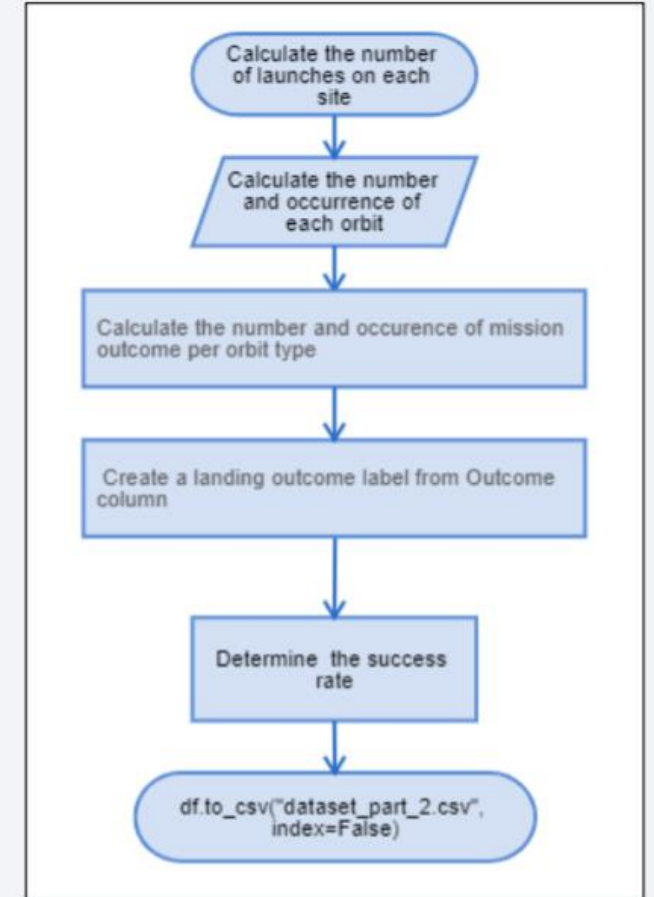 Calculate the number
of launches on each
site
Calculate the number
and occurrence of
each orbit
Calculate the number and occurence of mission
outcome per orbit type
Create a landing outcome label from Outcome
column
Determine the success
rate
df.to_csv("dataset_part_2.csv",
index=False)